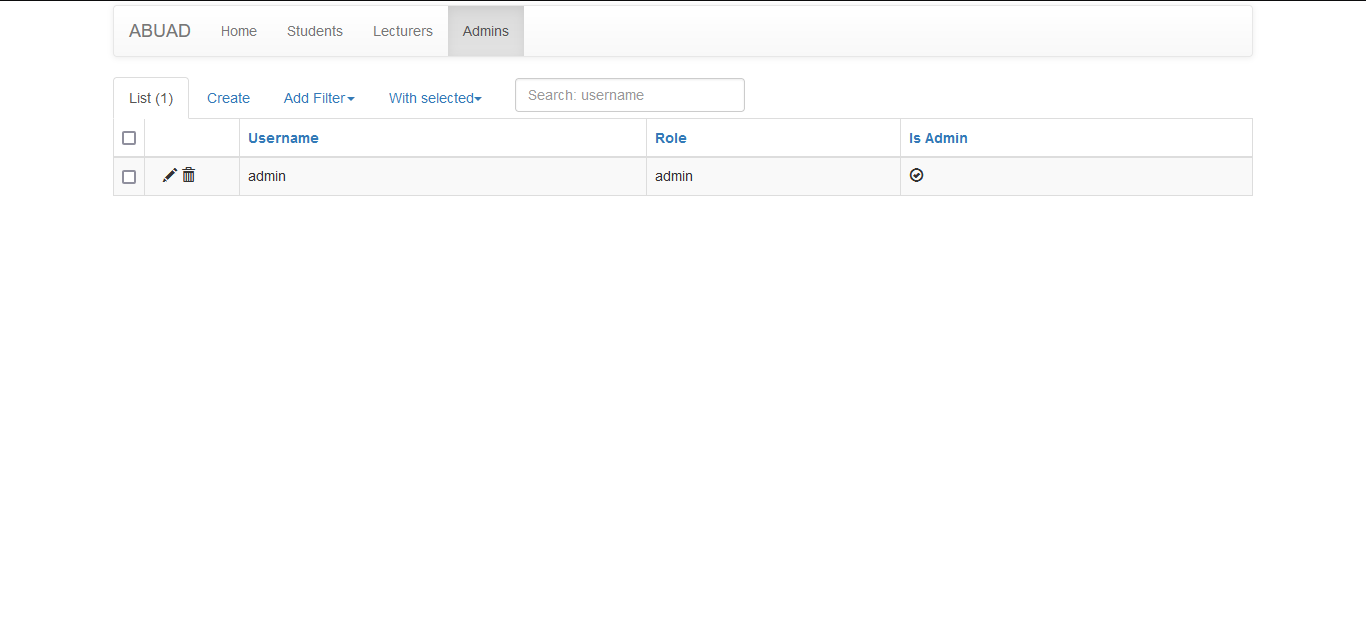 ABUAD Home Students Lecturers Admins
List (1) Create Add Filter With selected Search: username
Username Role Is Admin
admin admin